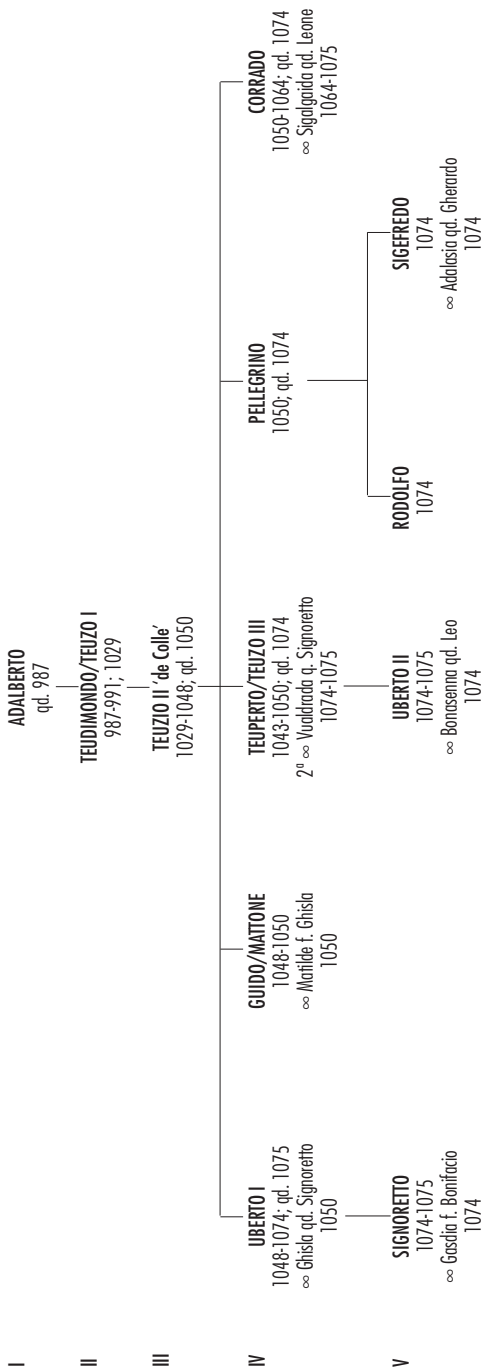 I
ADALBERTO
qd. 987
II
TEUDIMONDO/TEUZO I
987-991; 1029
III
TEUZIO II ‘de Colle’
1029-1048; qd. 1050
IV
UBERTO I
1048-1074; qd. 1075
∞ Ghisla qd. Signoretto
1050
GUIDO/MATTONE
1048-1050
∞ Matilde f. Ghisla
1050
TEUPERTO/TEUZO III
1043-1050; qd. 1074
2ª ∞ Vualdrada q. Signoretto
1074-1075
PELLEGRINO
1050; qd. 1074
CORRADO
1050-1064; qd. 1074
∞ Sigalgaida qd. Leone
1064-1075
V
SIGNORETTO
1074-1075
∞ Gasdia f. Bonifacio
1074
UBERTO II
1074-1075
∞ Bonasenna qd. Leo
1074
RODOLFO
1074
SIGEFREDO
1074
∞ Adalasia qd. Gherardo
1074